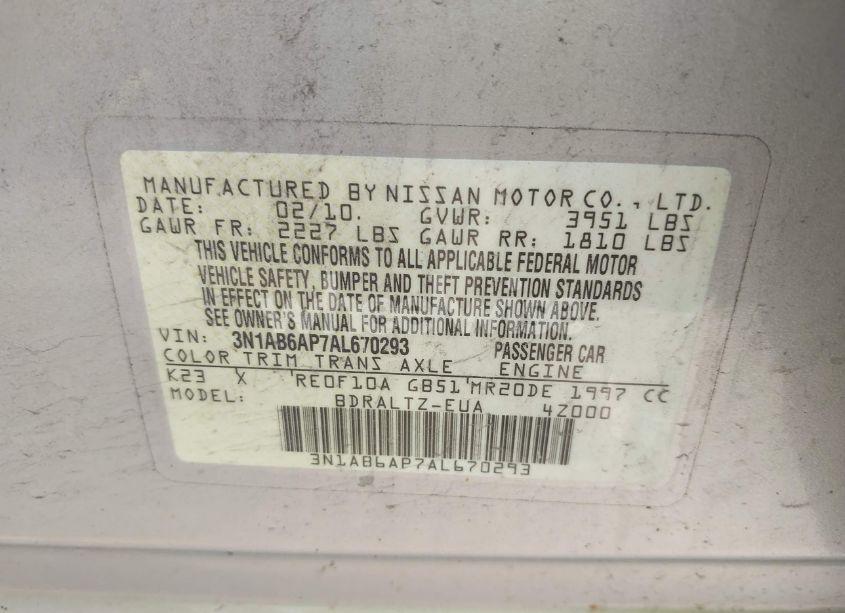 MANUFACTURED BY NISSAN MOTOR CO., LTD.
DATE: 02/10. GVWR: 3951 LBS
GAWR FR: 2227 LBS GAWR RR: 1810 LBS
THIS VEHICLE CONFORMS TO ALL APPLICABLE FEDERAL MOTOR
VEHICLE SAFETY, BUMPER AND THEFT PREVENTION STANDARDS
IN EFFECT ON THE DATE OF MANUFACTURE SHOWN ABOVE.
SEE OWNER'S MANUAL FOR ADDITIONAL INFORMATION.
VIN: 3N1AB6AP7AL670293 PASSENGER CAR
COLOR TRIM TRANS AXLE ENGINE
K23 X 'RE0F10A GB51'MR20DE 1997 CC
MODEL: BDRALTZ-EUA 4Z000
3N1AB6AP7AL670293